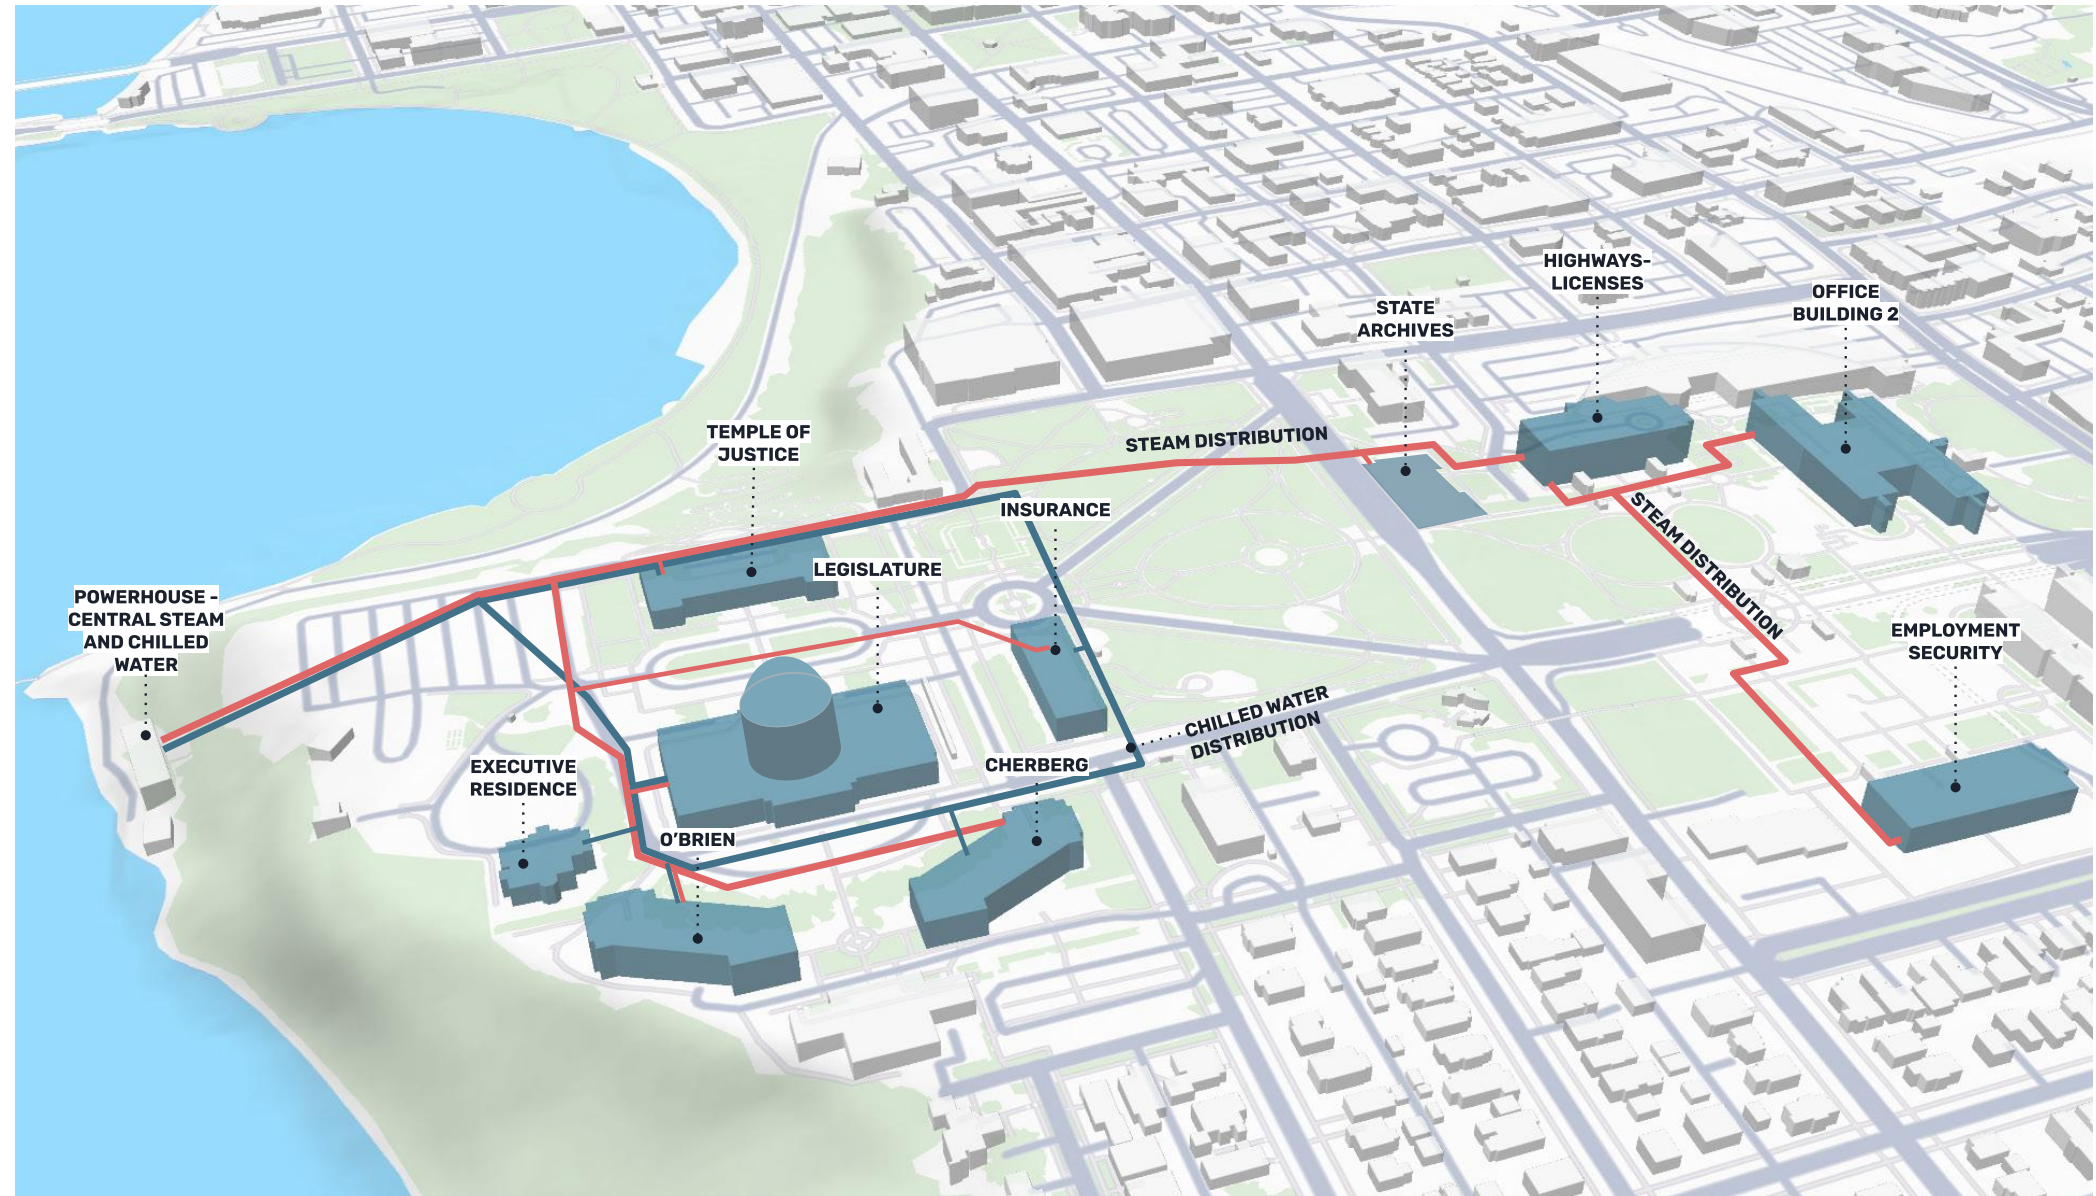 HIGHWAYS-
LICENSES
OFFICE
BUILDING 2
STATE
ARCHIVES
STEAM DISTRIBUTION
TEMPLE OF
JUSTICE
INSURANCE
LEGISLATURE
STEAM DISTRIBUTION
POWERHOUSE -
CENTRAL STEAM
AND CHILLED
WATER
EMPLOYMENT
SECURITY
CHILLED WATER
DISTRIBUTION
EXECUTIVE
RESIDENCE
CHERBERG
O'BRIEN